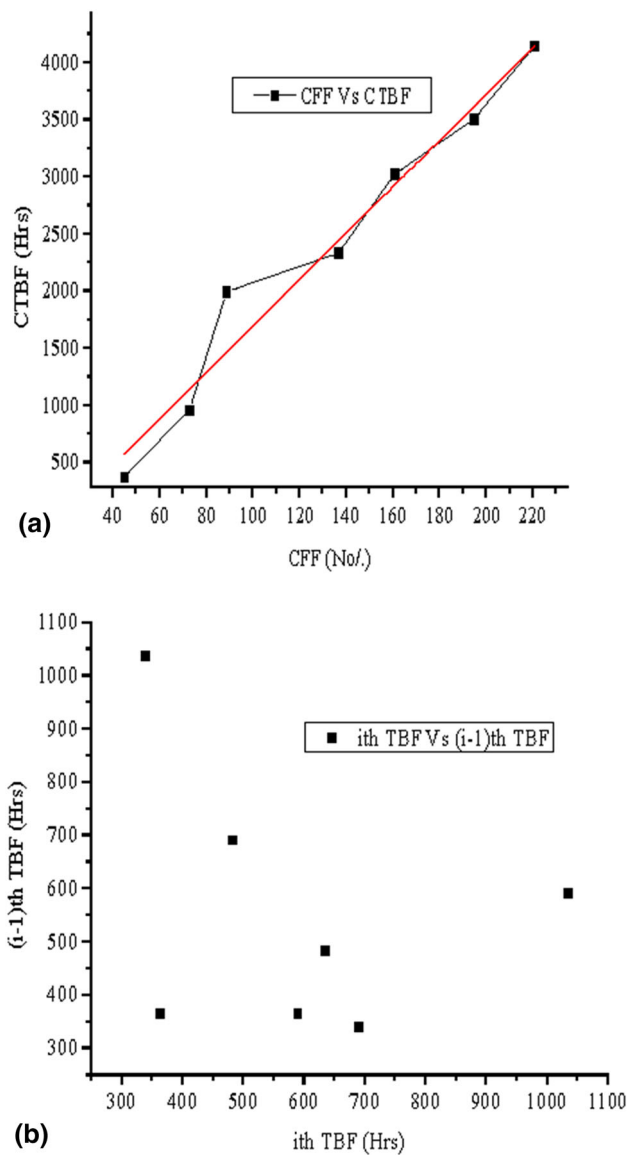 4000
3500
3000
2500
2000
1500
1000
500
CTBF (Hrs)
CFF Vs CTBF
40 60 80 100 120 140 160 180 200 220
(a)
CFF (No/.)
1100
1000
900
800
700
600
500
400
300
(i-1)th TBF (Hrs)
ith TBF Vs (i-1)th TBF
300 400 500 600 700 800 900 1000 1100
(b)
ith TBF (Hrs)